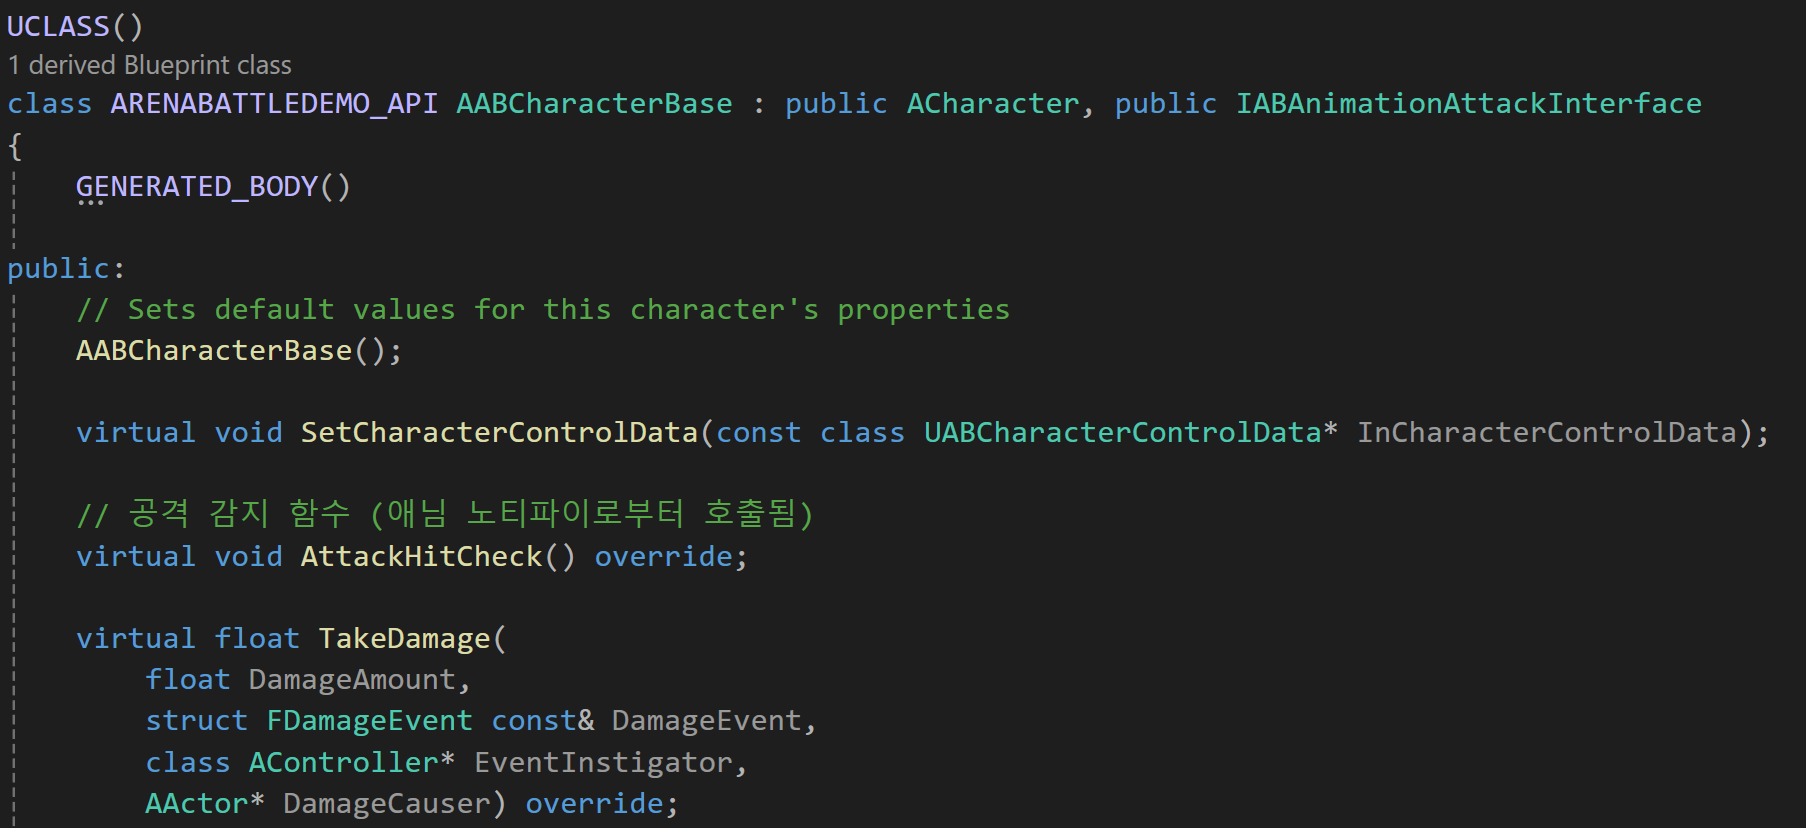 UCLASS()
1 derived Blueprint class
class ARENABATTLEDEMO_API AABCharacterBase : public ACharacter, public IABAnimationAttackInterface
{
GENERATED_BODY()
public:
// Sets default values for this character's properties
AABCharacterBase();
virtual void SetCharacterControlData(const class UABCharacterControlData* InCharacterControlData);
// 공격 감지 함수 (애님 노티파이로부터 호출됨)
virtual void AttackHitCheck() override;
virtual float TakeDamage(
float DamageAmount,
struct FDamageEvent const& DamageEvent,
class AController* EventInstigator,
AActor* DamageCauser) override;